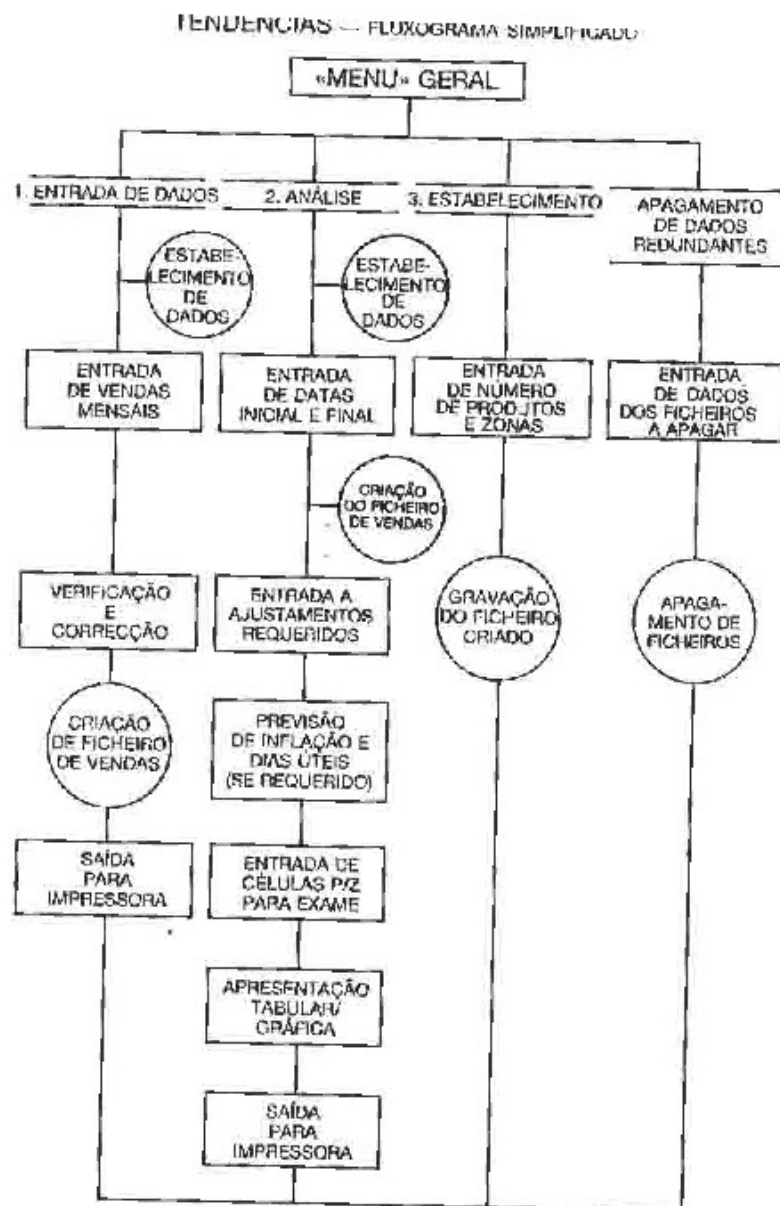 TENDÊNCIAS — FLUXOGRAMA SIMPLIFICADO
«MENU» GERAL
1. ENTRADA DE DADOS
ESTABE-
LECIMENTO
DE
DADOS
ENTRADA
DE VENDAS
MENSAIS
VERIFICAÇÃO
E
CORRECÇÃO
CRIAÇÃO
DE FICHEIRO
DE VENDAS
SAÍDA
PARA
IMPRESSORA
2. ANÁLISE
ESTABE-
LECIMENTO
DE
DADOS
ENTRADA
DE DATAS
INICIAL E FINAL
CRIAÇÃO
DO FICHEIRO
DE VENDAS
ENTRADA A
AJUSTAMENTOS
REQUERIDOS
PREVISÃO
DE INFLAÇÃO E
DIAS ÚTEIS
(SE REQUERIDO)
ENTRADA DE
CÉLULAS P/Z
PARA EXAME
APRESENTAÇÃO
TABULAR/
GRÁFICA
SAÍDA
PARA
IMPRESSORA
3. ESTABELECIMENTO
ENTRADA
DE NÚMERO
DE PRODUTOS
E ZONAS
GRAVAÇÃO
DO FICHEIRO
CRIADO
APAGAMENTO
DE DADOS
REDUNDANTES
ENTRADA
DE DADOS
DOS FICHEIROS
A APAGAR
APAGA-
MENTO DE
FICHEIROS